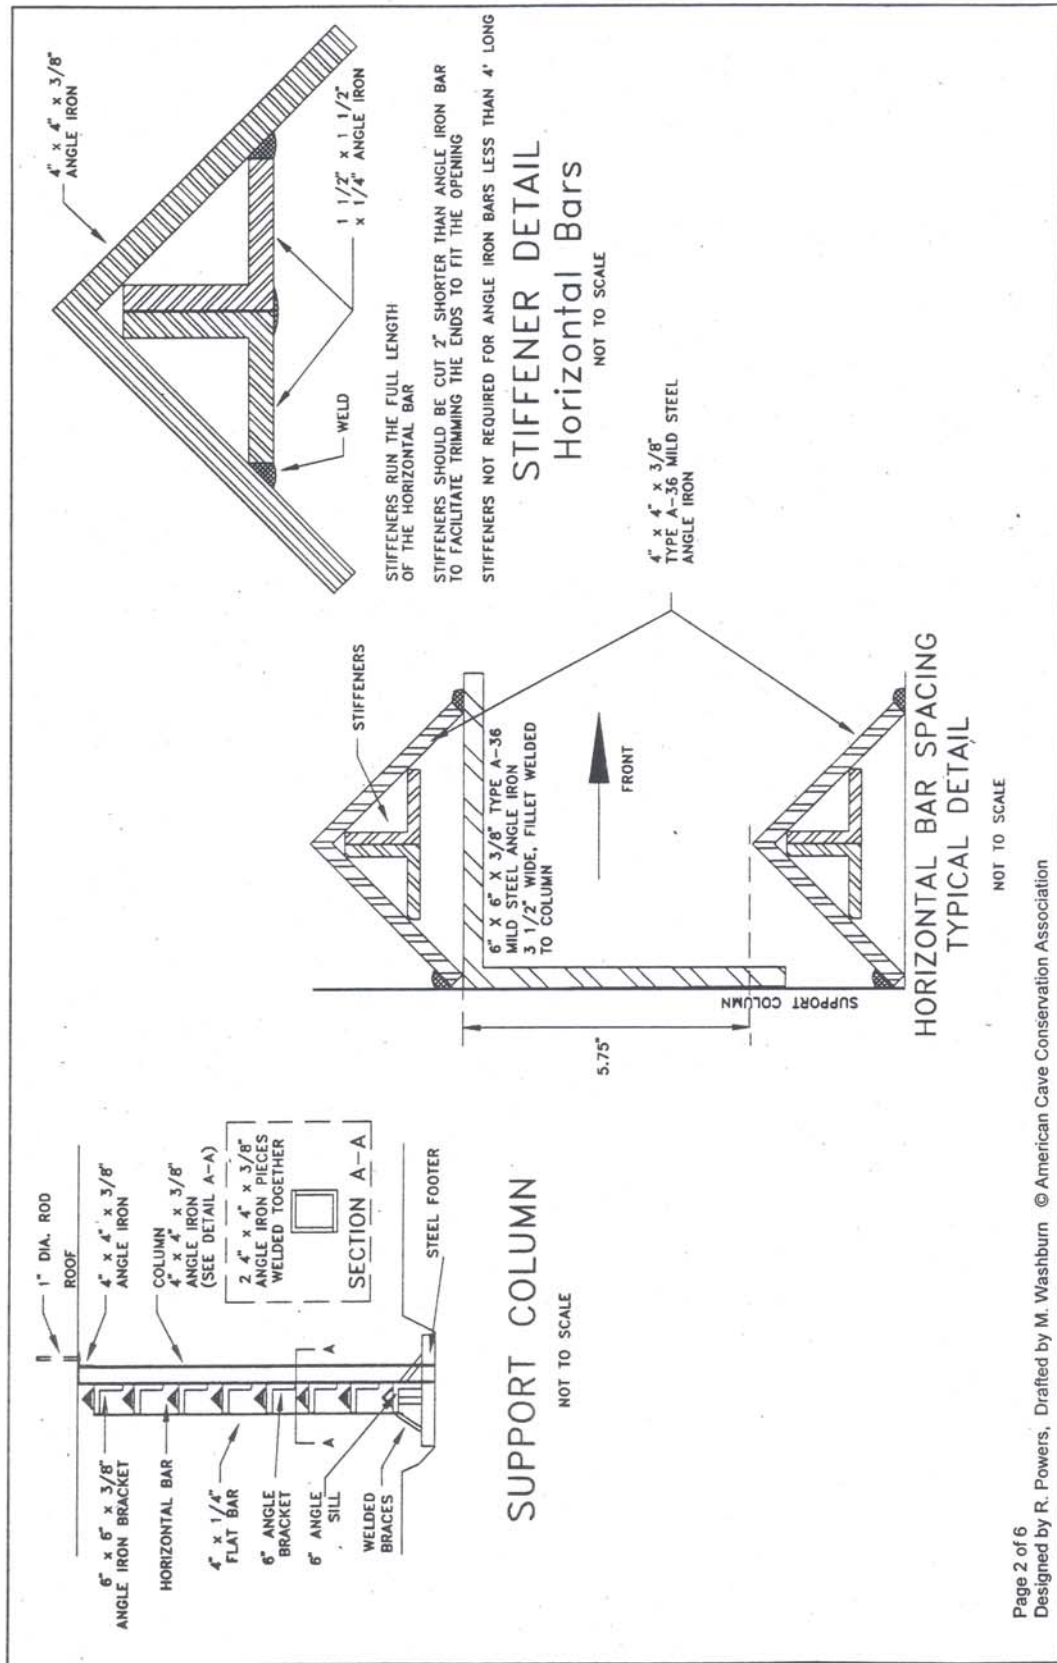 1" DIA. ROD
ROOF
4" x 4" x 3/8"
ANGLE IRON
COLUMN
4" x 4" x 3/8"
ANGLE IRON
(SEE DETAIL A-A)
2 4" x 4" x 3/8"
ANGLE IRON PIECES
WELDED TOGETHER
SECTION A-A
STEEL FOOTER
A
A
6" x 6" x 3/8"
ANGLE IRON BRACKET
HORIZONTAL BAR
4" x 1/4"
FLAT BAR
6" ANGLE
BRACKET
6" ANGLE
SILL
WELDED
BRACES
SUPPORT COLUMN
NOT TO SCALE
STIFFENERS
6" X 6" X 3/8" TYPE A-36
MILD STEEL ANGLE IRON
3 1/2" WIDE, FILLET WELDED
TO COLUMN
FRONT
5.75"
SUPPORT COLUMN
4" x 4" x 3/8"
TYPE A-36 MILD STEEL
ANGLE IRON
HORIZONTAL BAR SPACING
TYPICAL DETAIL
NOT TO SCALE
4" x 4" x 3/8"
ANGLE IRON
1 1/2" x 1 1/2"
x 1/4" ANGLE IRON
WELD
STIFFENERS RUN THE FULL LENGTH
OF THE HORIZONTAL BAR
STIFFENERS SHOULD BE CUT 2" SHORTER THAN ANGLE IRON BAR
TO FACILITATE TRIMMING THE ENDS TO FIT THE OPENING
STIFFENERS NOT REQUIRED FOR ANGLE IRON BARS LESS THAN 4' LONG
STIFFENER DETAIL
Horizontal Bars
NOT TO SCALE
Page 2 of 6
Designed by R. Powers, Drafted by M. Washburn © American Cave Conservation Association